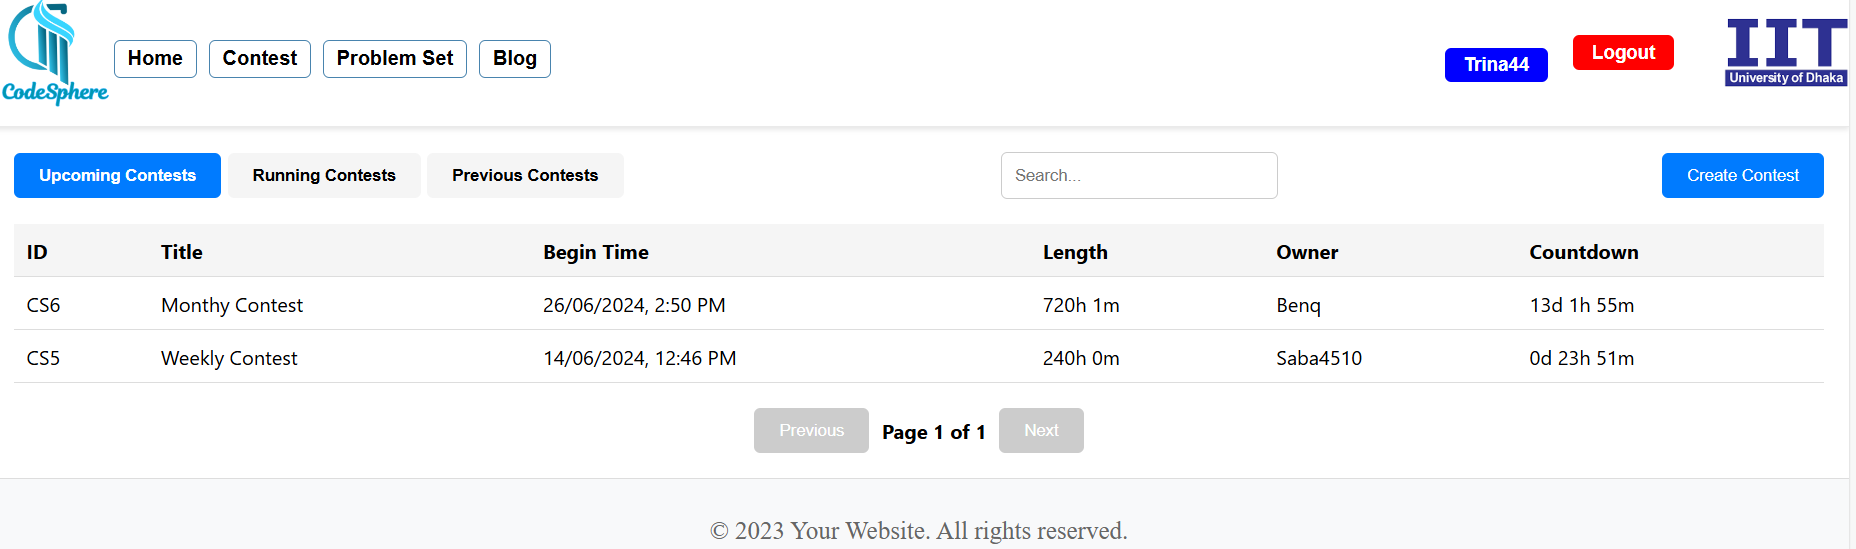 CodeSphere
Home Contest Problem Set Blog
Trina44 Logout
IIT
University of Dhaka
Upcoming Contests Running Contests Previous Contests Search... Create Contest
ID Title Begin Time Length Owner Countdown
CS6 Monthy Contest 26/06/2024, 2:50 PM 720h 1m Benq 13d 1h 55m
CS5 Weekly Contest 14/06/2024, 12:46 PM 240h 0m Saba4510 0d 23h 51m
Previous Page 1 of 1 Next
© 2023 Your Website. All rights reserved.